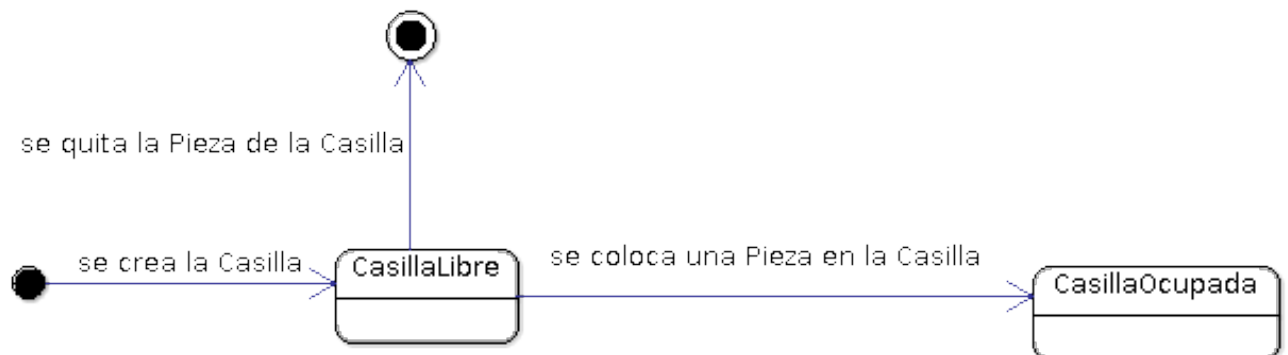 se quita la Pieza de la Casilla
se crea la Casilla
CasillaLibre
se coloca una Pieza en la Casilla
CasillaOcupada